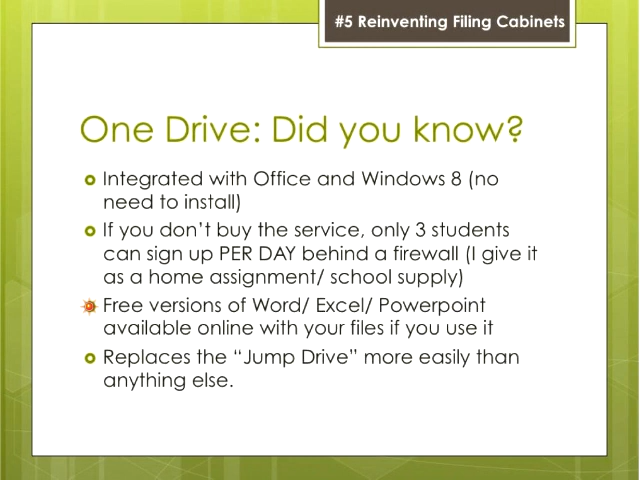 #5 Reinventing Filing Cabinets
One Drive: Did you know?
Integrated with Office and Windows 8 (no
need to install)
If you don't buy the service, only 3 students
can sign up PER DAY behind a firewall (I give it
as a home assignment/ school supply)
Free versions of Word/ Excel/ Powerpoint
available online with your files if you use it
Replaces the “Jump Drive” more easily than
anything else.